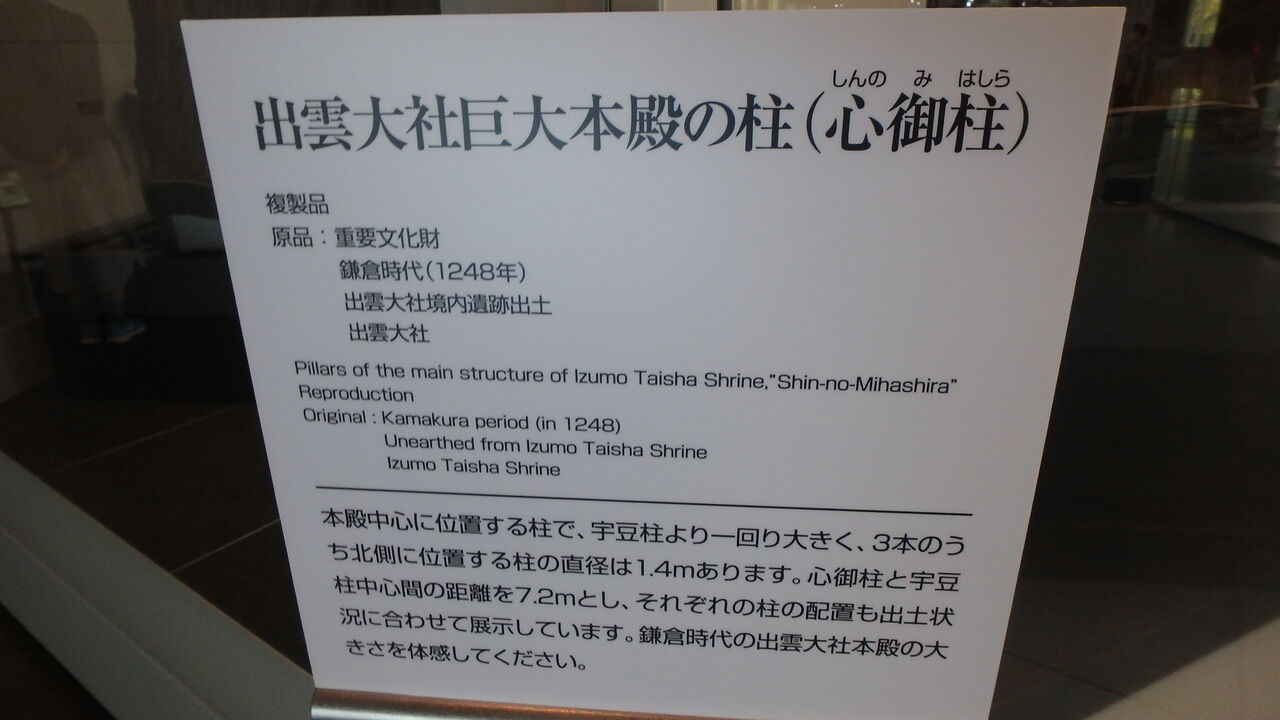 しんの み はしら
出雲大社巨大本殿の柱(心御柱)
複製品
原品:重要文化財
鎌倉時代(1248年)
出雲大社境内遺跡出土
出雲大社
Pillars of the main structure of Izumo Taisha Shrine,"Shin-no-Mihashira"
Reproduction
Original : Kamakura period (in 1248)
Unearthed from Izumo Taisha Shrine
Izumo Taisha Shrine
本殿中心に位置する柱で、宇豆柱より一回り大きく、3本のう
ち北側に位置する柱の直径は1.4mあります。心御柱と宇豆
柱中心間の距離を7.2mとし、それぞれの柱の配置も出土状
況に合わせて展示しています。鎌倉時代の出雲大社本殿の大
きさを体感してください。